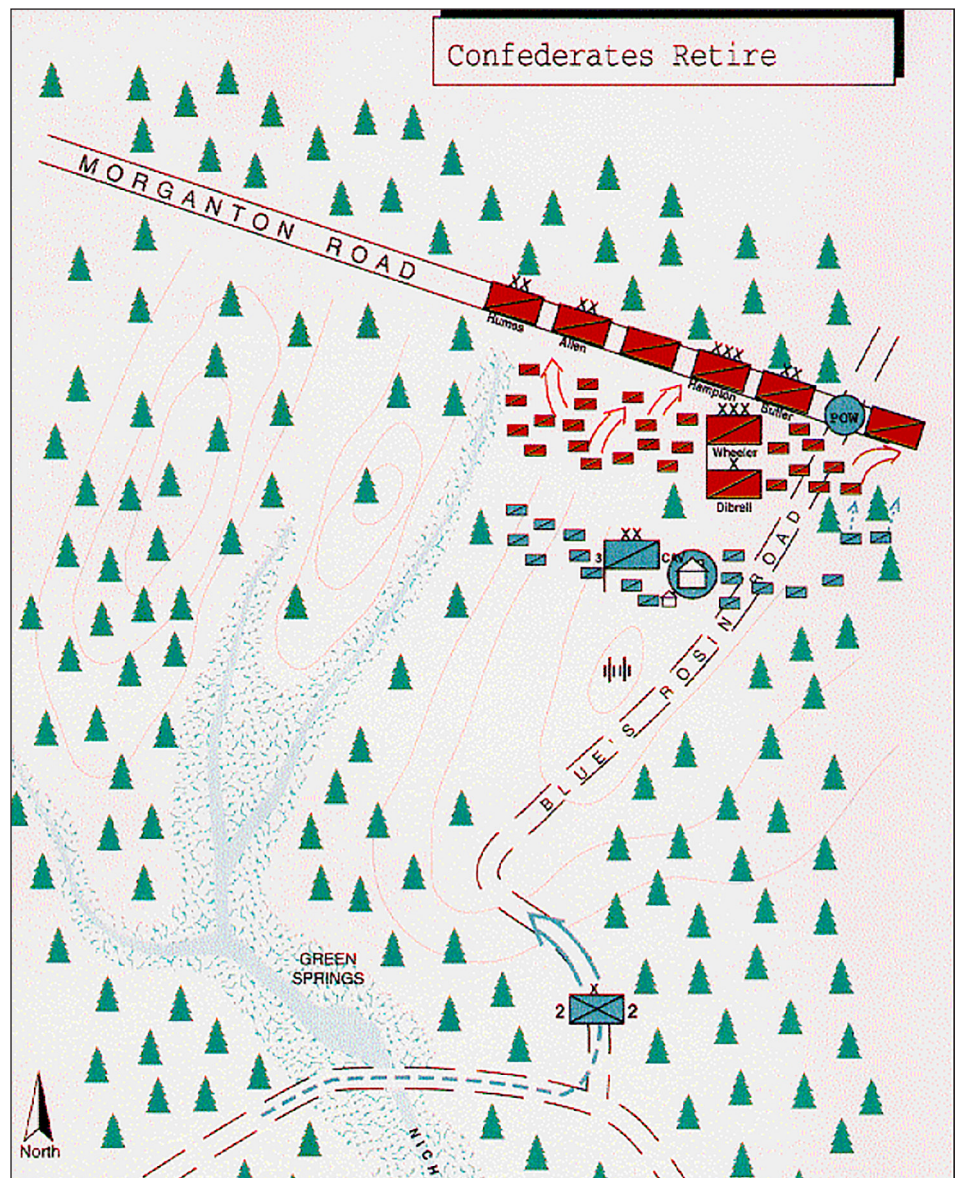 Confederates Retire
MORGANTON ROAD
XX
Humes
XX
Allen
XXX
Hampton
XX
Butler
POW
XXX
Wheeler
X
Dibrell
XX
3 CAV
BLUE'S ROSIN ROAD
GREEN
SPRINGS
X
2 2
North
NICH